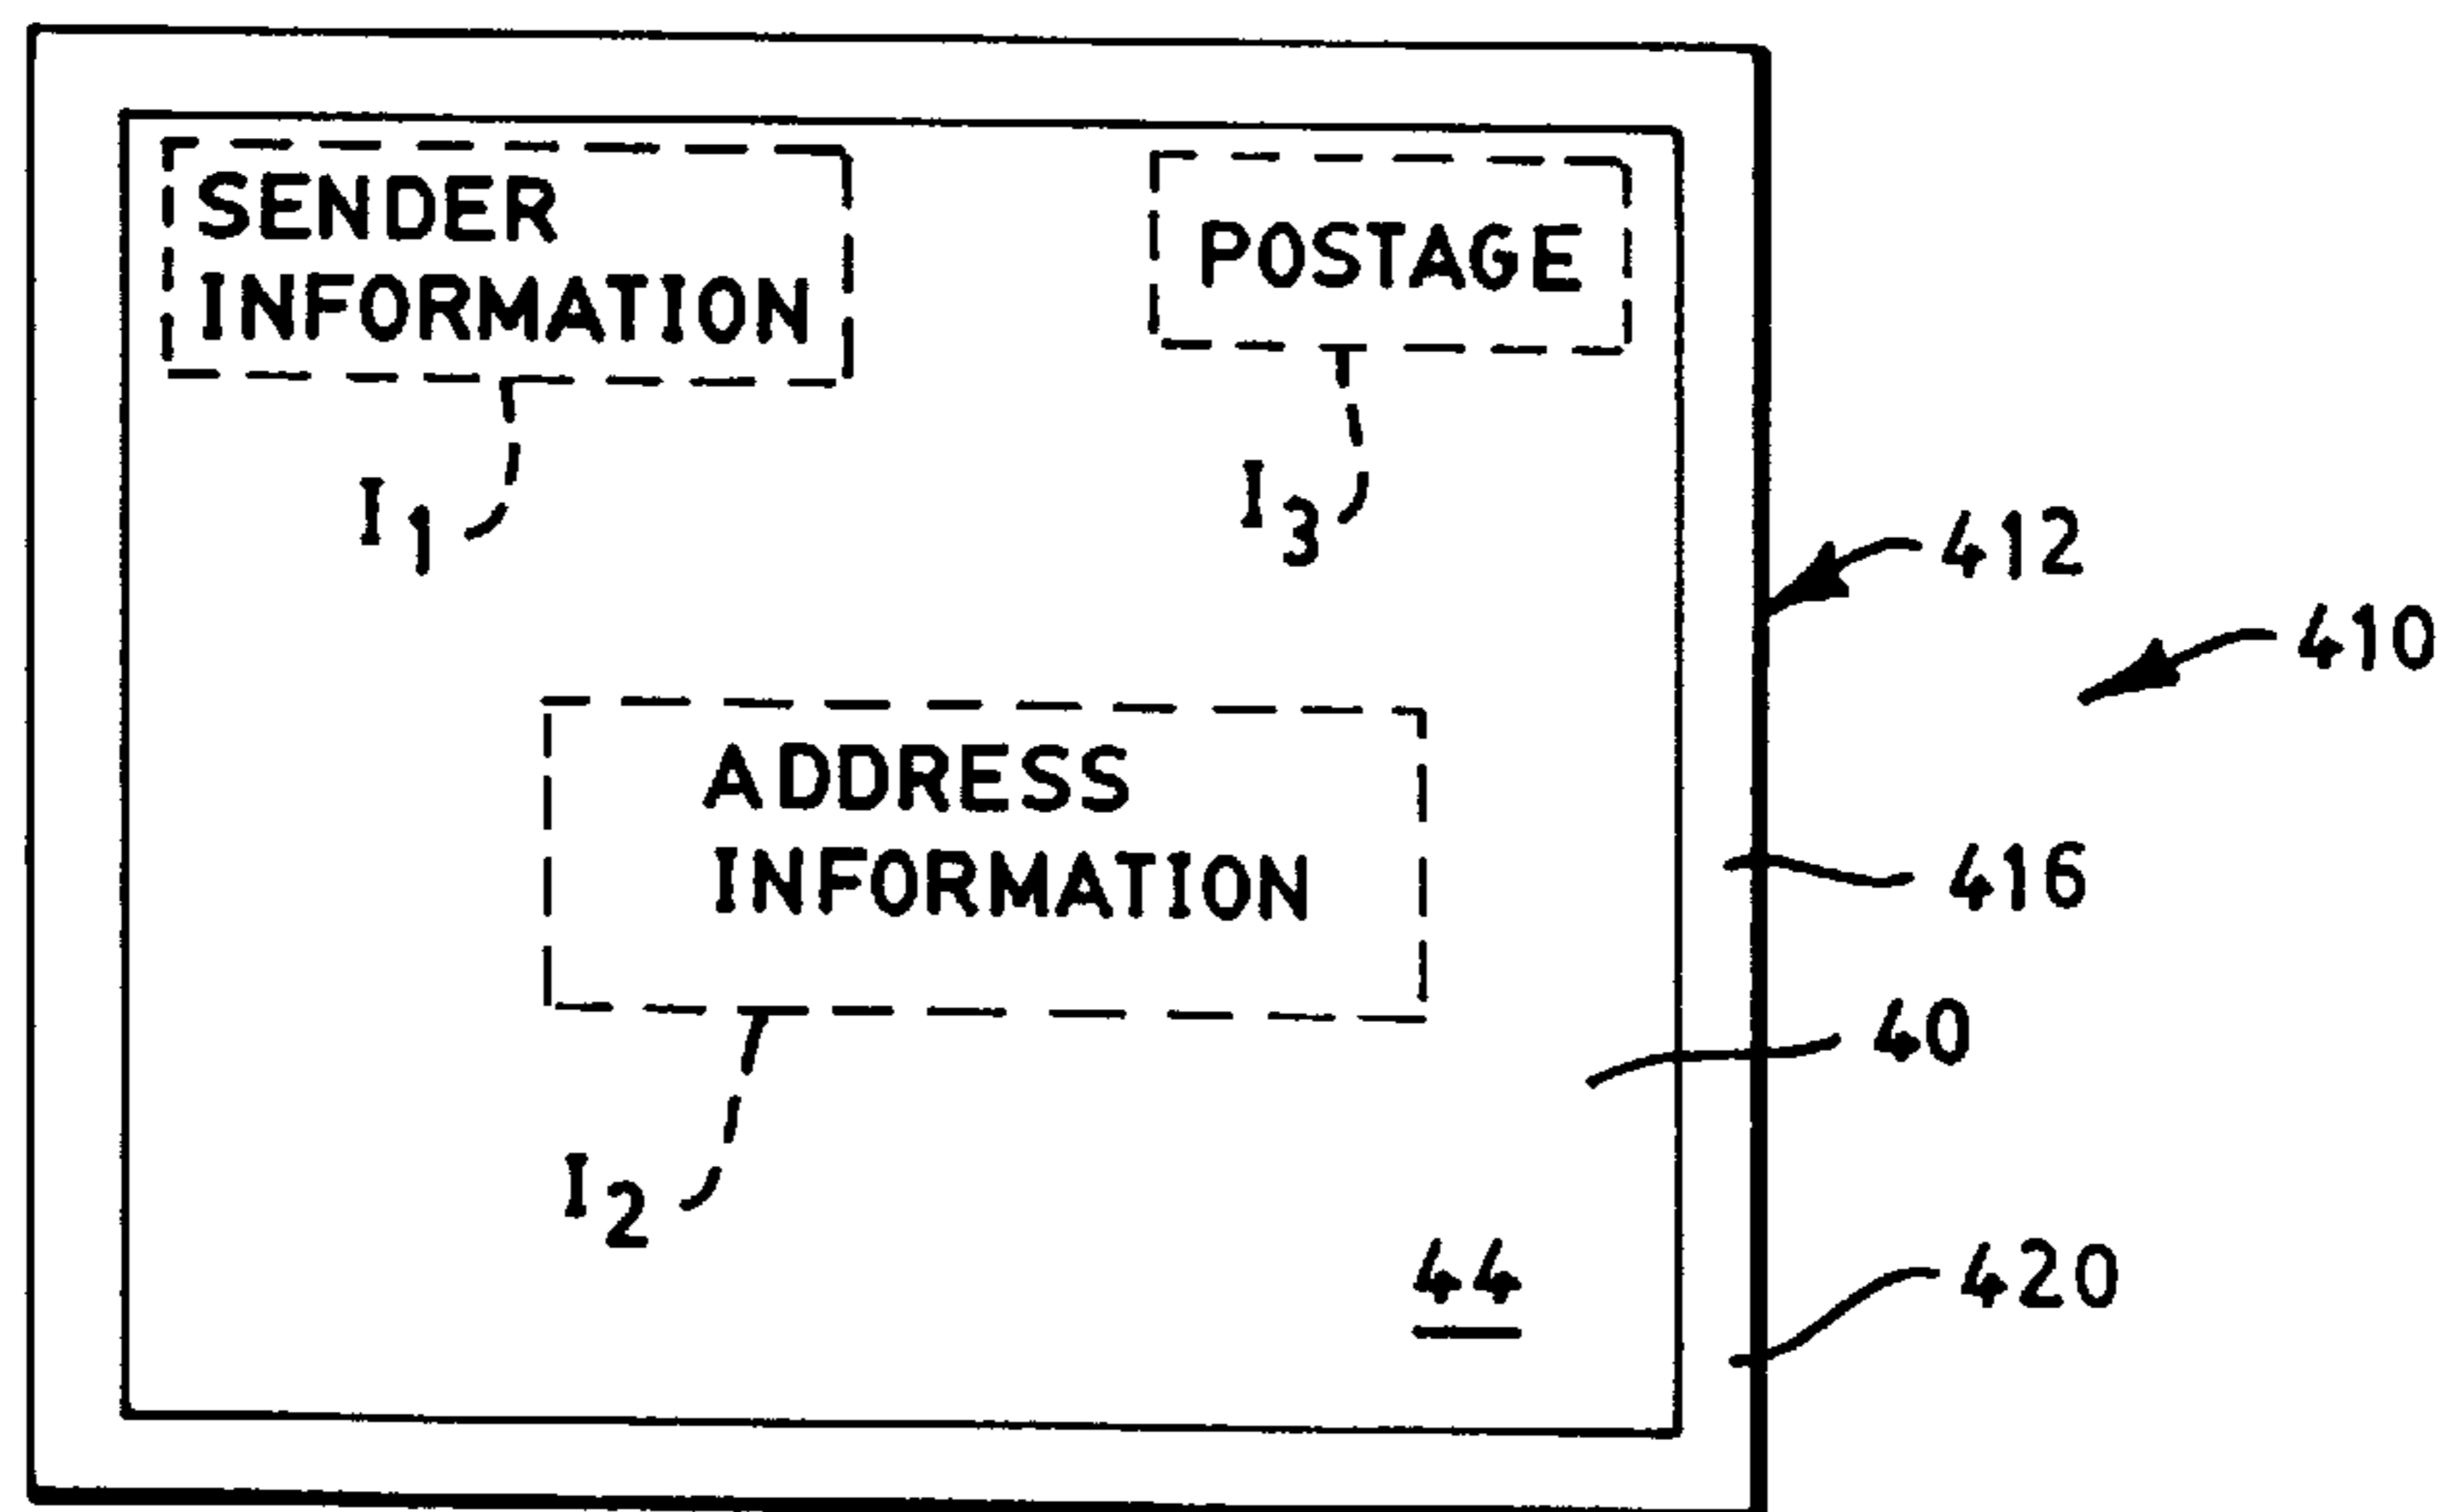 SENDER
INFORMATION
POSTAGE
I1
I3
412
410
ADDRESS
INFORMATION
416
40
I2
44
420